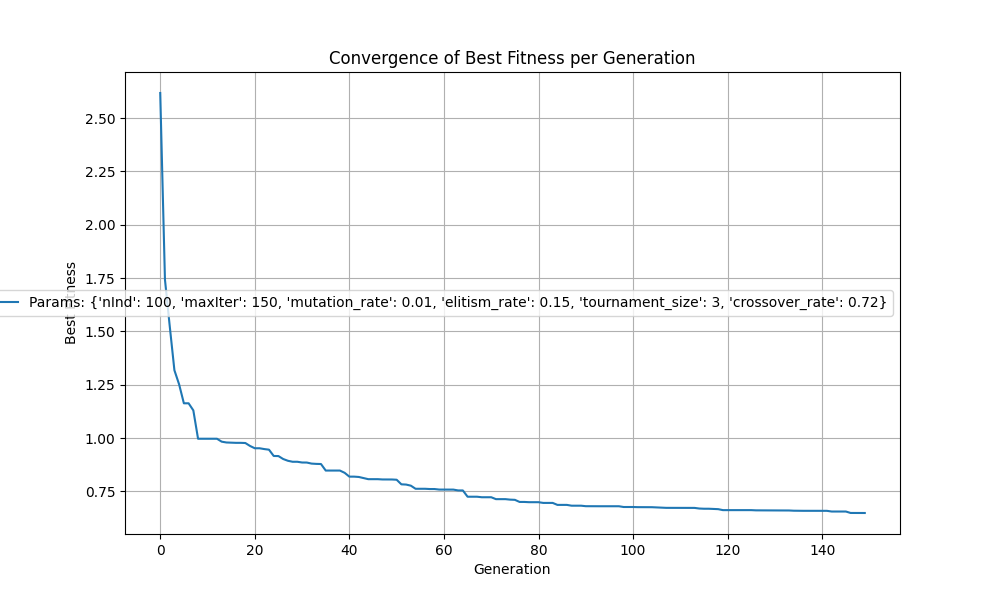 Convergence of Best Fitness per Generation
2.50
2.25
2.00
1.75
Params: {'nInd': 100, 'maxIter': 150, 'mutation_rate': 0.01, 'elitism_rate': 0.15, 'tournament_size': 3, 'crossover_rate': 0.72}
Best Fitness
1.50
1.25
1.00
0.75
0 20 40 60 80 100 120 140
Generation